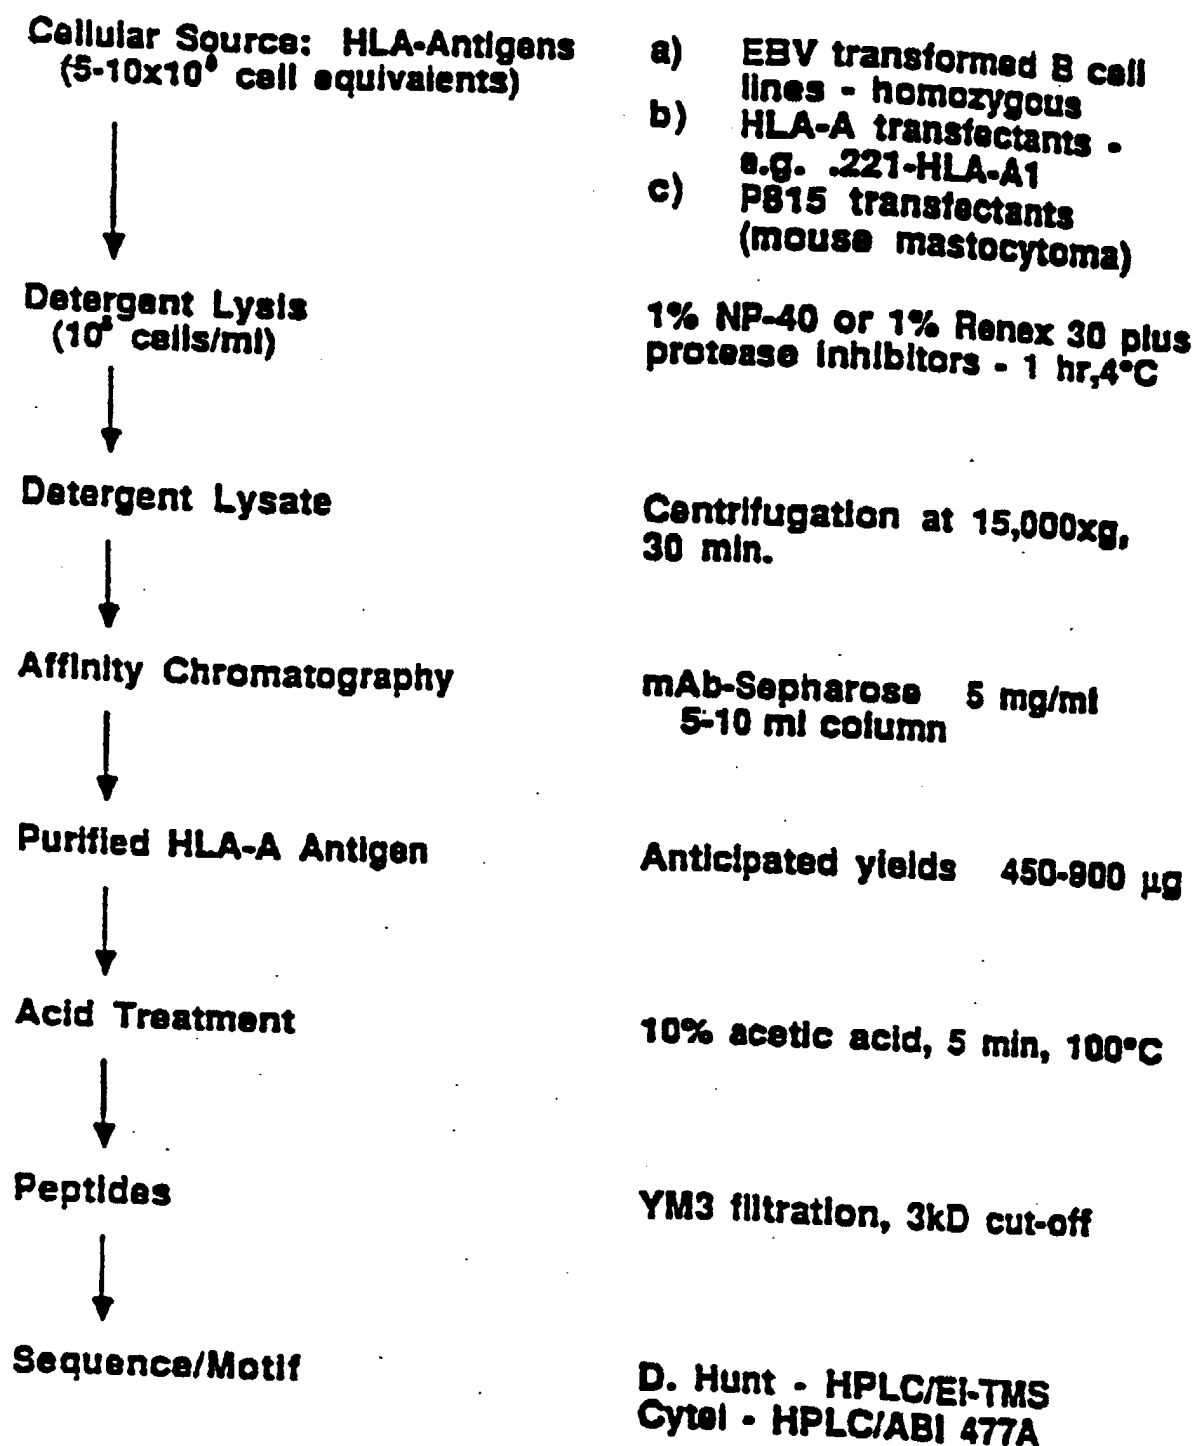 Cellular Source: HLA-Antigens
(5-10x10⁹ cell equivalents)
a) EBV transformed B cell
lines - homozygous
b) HLA-A transfectants -
e.g. .221-HLA-A1
c) P815 transfectants
(mouse mastocytoma)
Detergent Lysis
(10⁸ cells/ml)
1% NP-40 or 1% Renex 30 plus
protease inhibitors - 1 hr,4°C
Detergent Lysate
Centrifugation at 15,000xg,
30 min.
Affinity Chromatography
mAb-Sepharose 5 mg/ml
5-10 ml column
Purified HLA-A Antigen
Anticipated yields 450-900 µg
Acid Treatment
10% acetic acid, 5 min, 100°C
Peptides
YM3 filtration, 3kD cut-off
Sequence/Motif
D. Hunt - HPLC/EI-TMS
Cytel - HPLC/ABI 477A